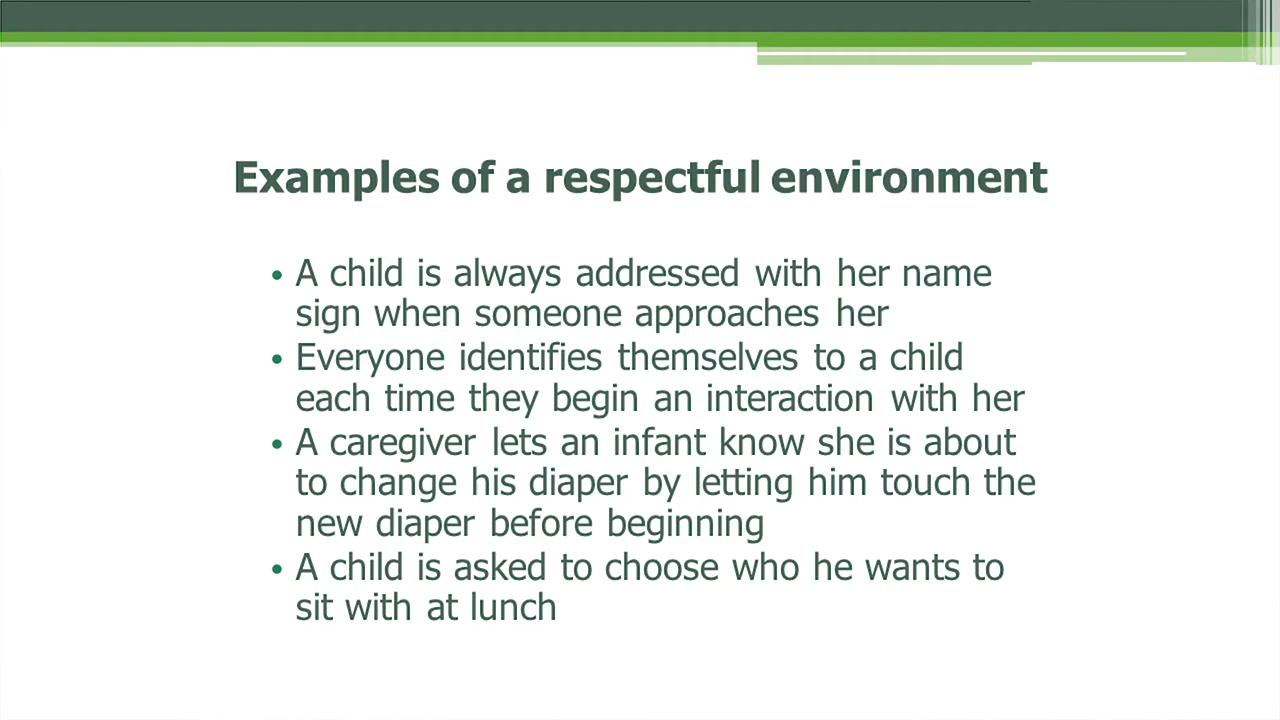 Examples of a respectful environment
• A child is always addressed with her name
sign when someone approaches her
• Everyone identifies themselves to a child
each time they begin an interaction with her
• A caregiver lets an infant know she is about
to change his diaper by letting him touch the
new diaper before beginning
• A child is asked to choose who he wants to
sit with at lunch